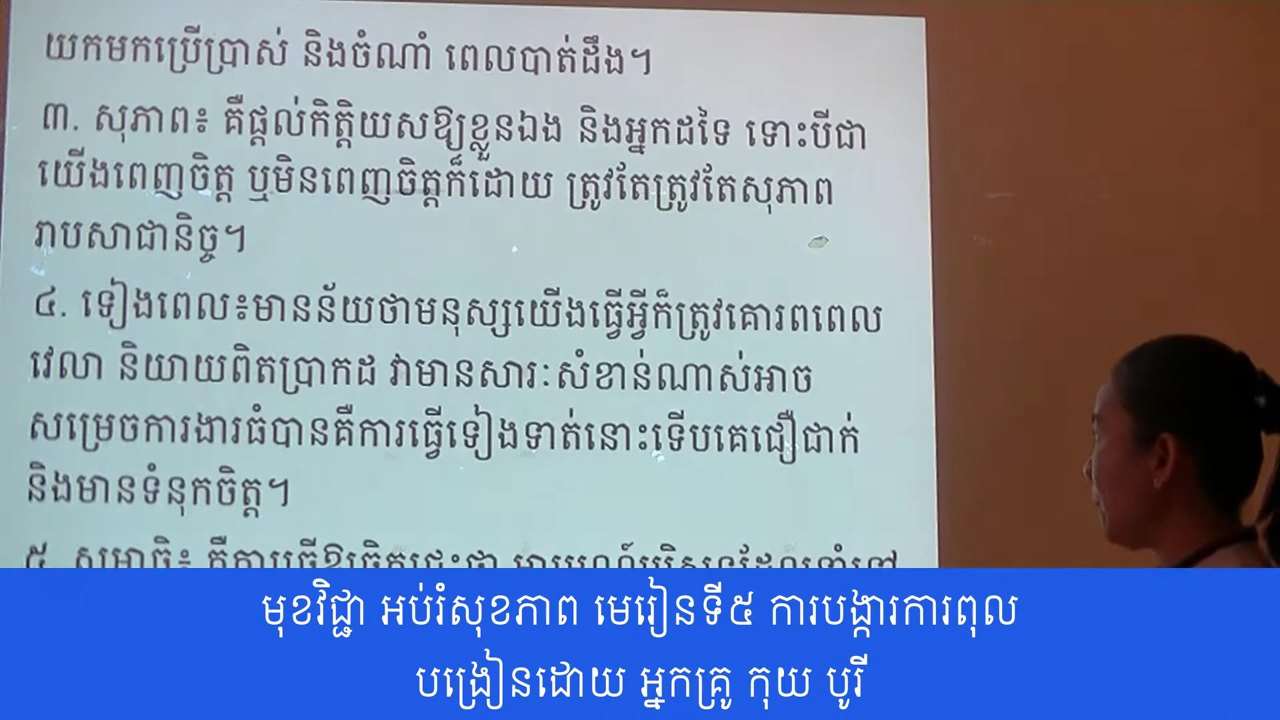 យកមកប្រើប្រាស់ និងចំណាំ ពេលបាត់ដឹង។
៣. សុភាព៖ គឺផ្តល់កិត្តិយសឱ្យខ្លួនឯង និងអ្នកដទៃ ទោះបីជា
យើងពេញចិត្ត ឬមិនពេញចិត្តក៏ដោយ ត្រូវតែត្រូវតែសុភាព
រាបសាជានិច្ច។
៤. ទៀងពេល៖មានន័យថាមនុស្សយើងធ្វើអ្វីក៏ត្រូវគោរពពេល
វេលា និយាយពិតប្រាកដ វាមានសារៈសំខាន់ណាស់អាច
សម្រេចការងារធំបានគឺការធ្វើទៀងទាត់នោះទើបគេជឿជាក់
និងមានទំនុកចិត្ត។
៥. សមាធិ៖
មុខវិជ្ជា អប់រំសុខភាព មេរៀនទី៥ ការបង្ការការពុល
បង្រៀនដោយ អ្នកគ្រូ កុយ បូរី